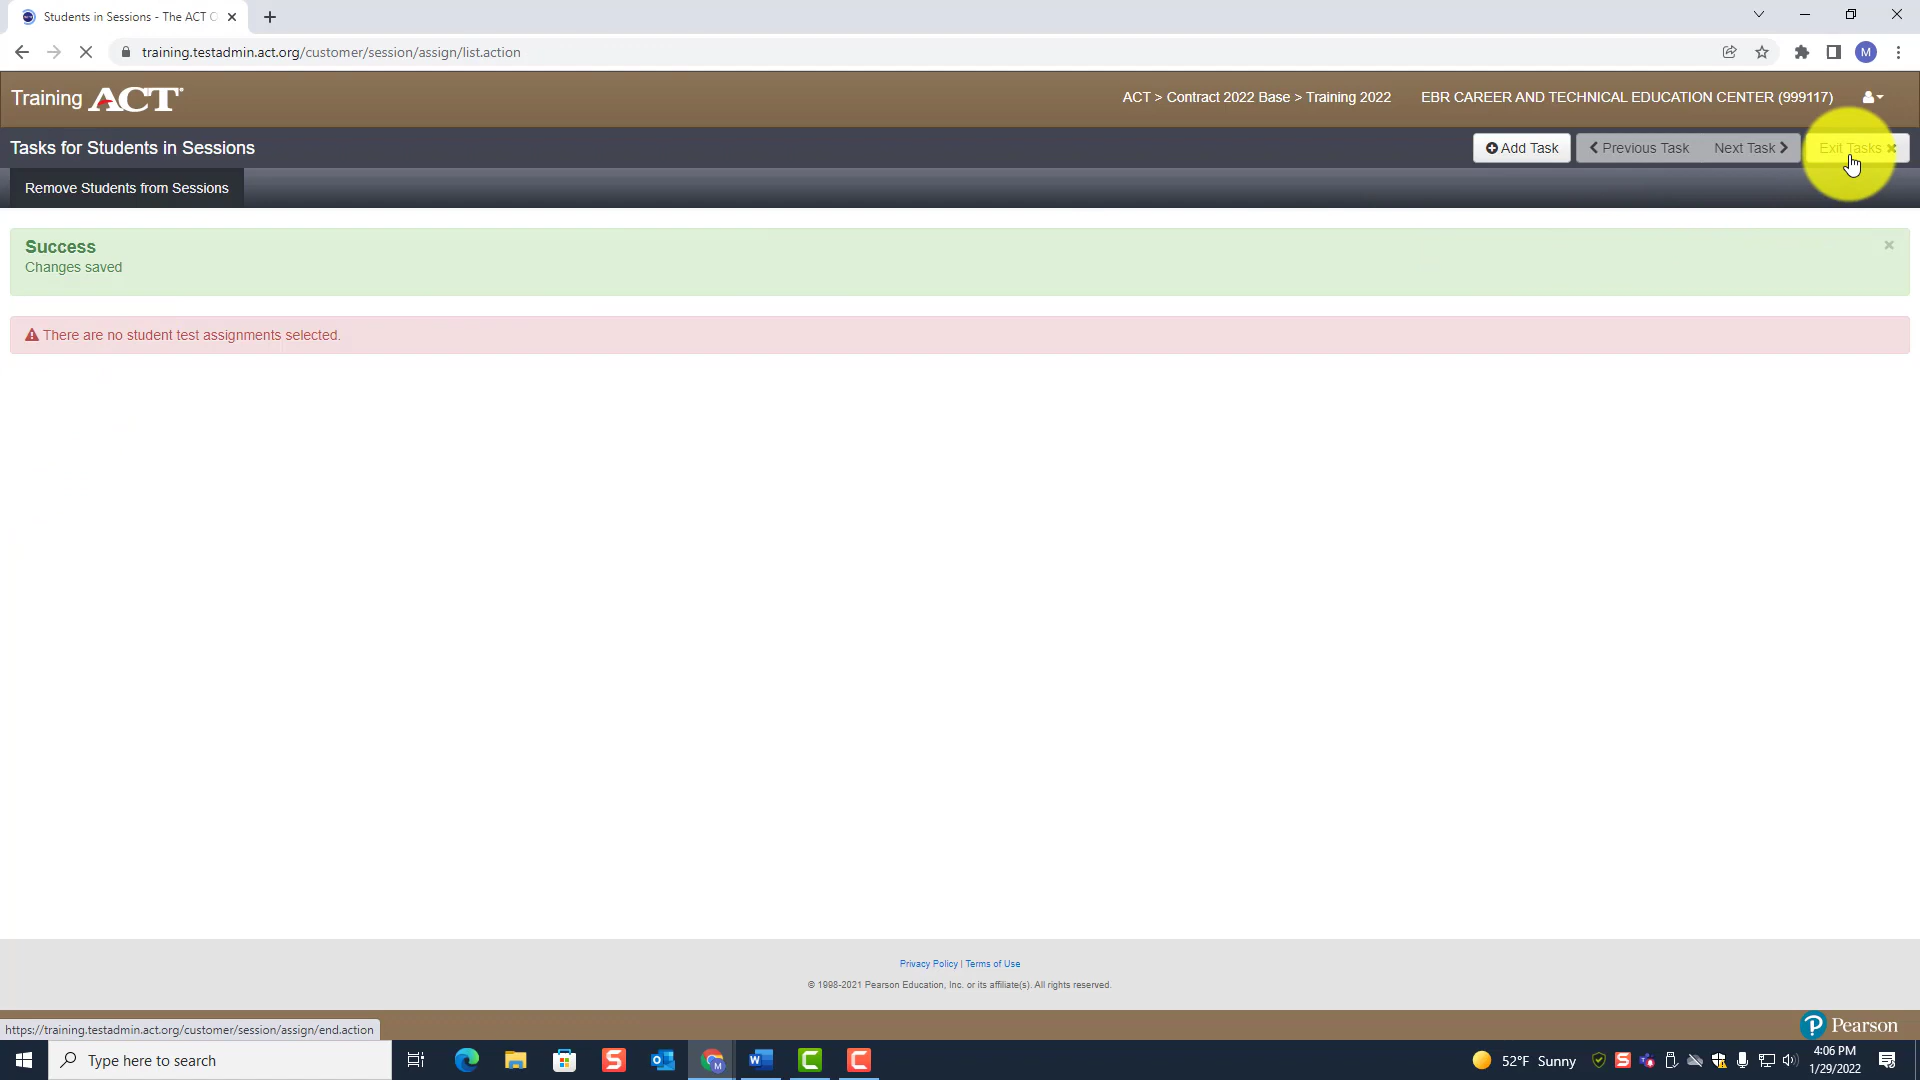 Students in Sessions - The ACT
training.testadmin.act.org/customer/session/assign/list.action
M
Training ACT
ACT > Contract 2022 Base > Training 2022
EBR CAREER AND TECHNICAL EDUCATION CENTER (999117)
Tasks for Students in Sessions
Add Task
Previous Task
Next Task
Exit Tasks
Remove Students from Sessions
Success
Changes saved
There are no student test assignments selected.
Privacy Policy | Terms of Use
© 1998-2021 Pearson Education, Inc. or its affiliate(s). All rights reserved.
https://training.testadmin.act.org/customer/session/assign/end.action
Pearson
Type here to search
52°F Sunny
4:06 PM
1/29/2022